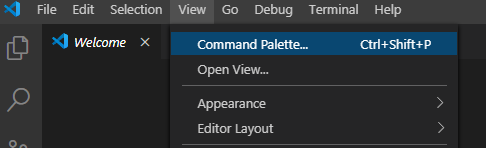 File Edit Selection View Go Debug Terminal Help
Welcome
Command Palette... Ctrl+Shift+P
Open View...
Appearance
Editor Layout